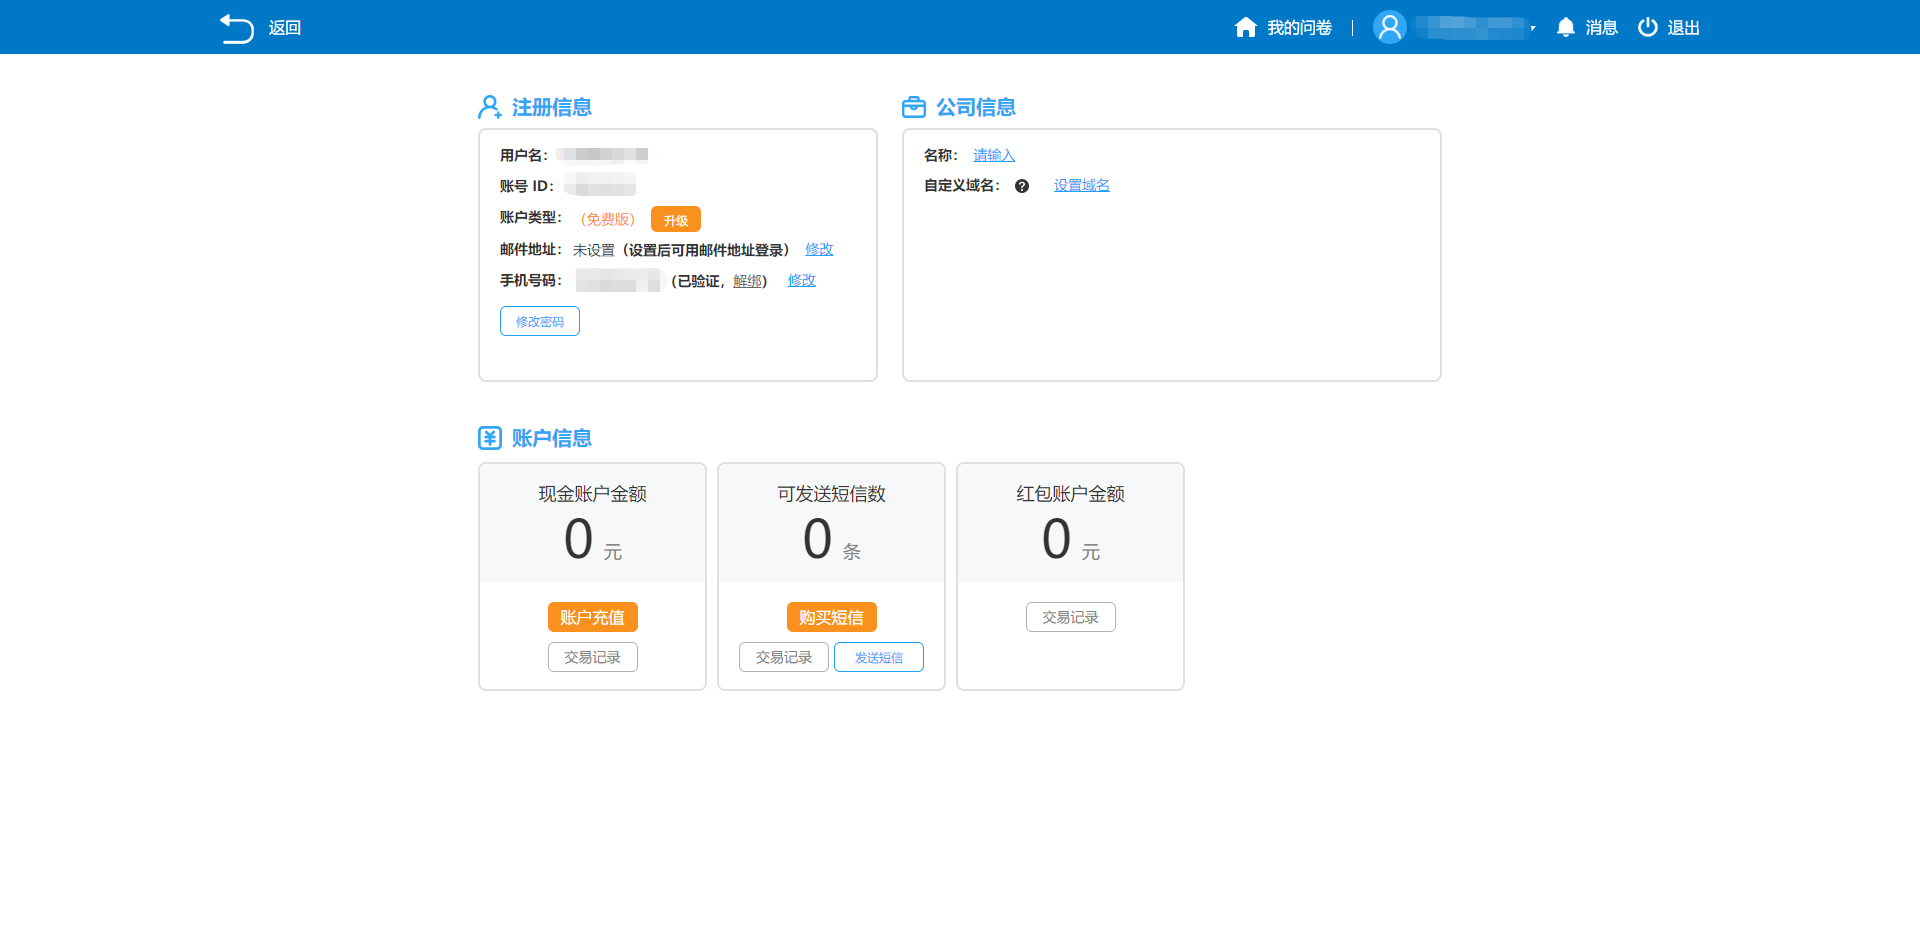 返回
我的问卷 | 消息 退出
注册信息
用户名：
账号 ID：
账户类型：（免费版） 升级
邮件地址：未设置（设置后可用邮件地址登录） 修改
手机号码：（已验证，解绑） 修改
修改密码
公司信息
名称： 请输入
自定义域名： ? 设置域名
账户信息
现金账户金额
0 元
账户充值
交易记录
可发送短信数
0 条
购买短信
交易记录 发送短信
红包账户金额
0 元
交易记录